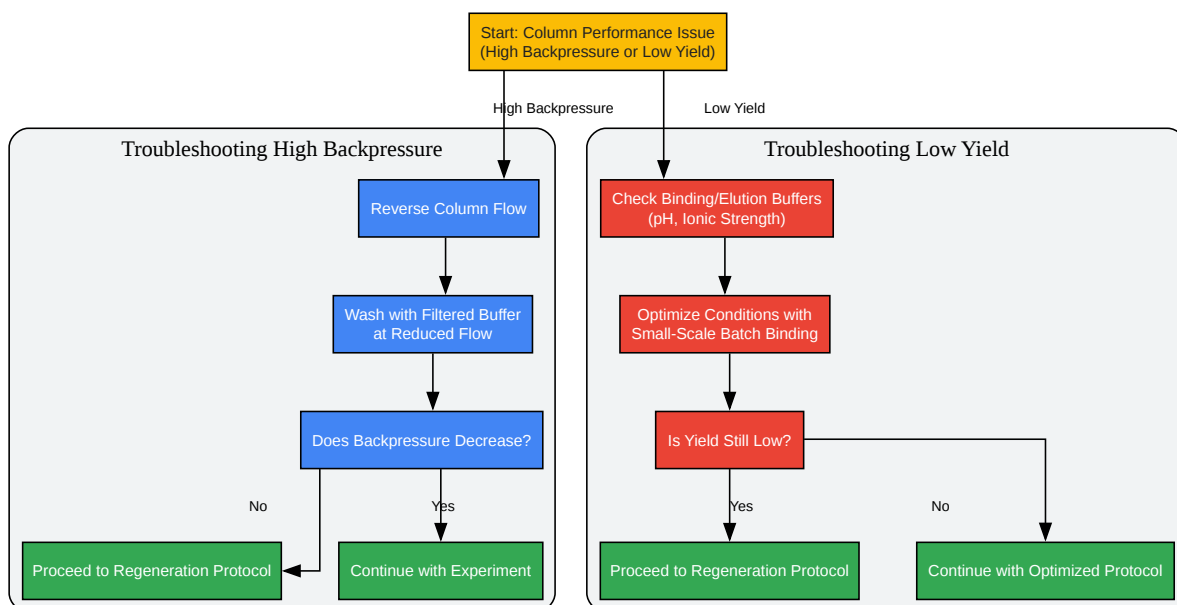 Start: Column Performance Issue
(High Backpressure or Low Yield)
High Backpressure
Low Yield
Troubleshooting High Backpressure
Reverse Column Flow
Wash with Filtered Buffer
at Reduced Flow
Does Backpressure Decrease?
No
Yes
Proceed to Regeneration Protocol
Continue with Experiment
Troubleshooting Low Yield
Check Binding/Elution Buffers
(pH, Ionic Strength)
Optimize Conditions with
Small-Scale Batch Binding
Is Yield Still Low?
Yes
No
Proceed to Regeneration Protocol
Continue with Optimized Protocol